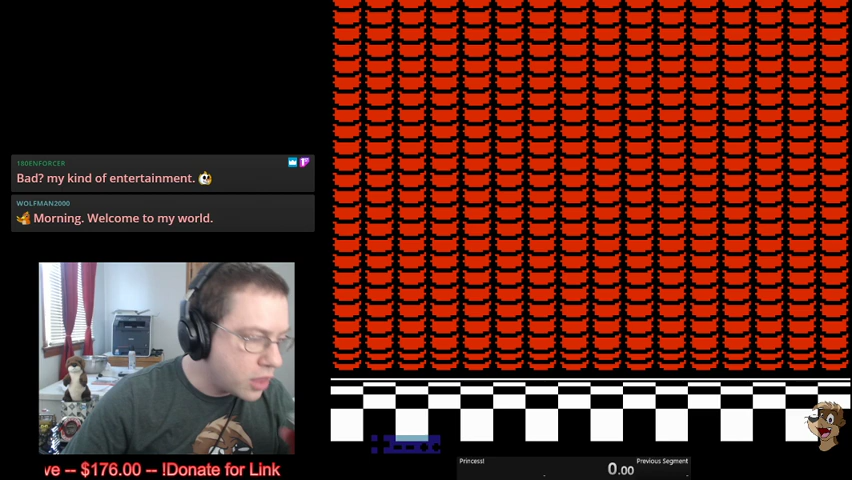 180ENFORCER
Bad? my kind of entertainment.
WOLFMAN2000
Morning. Welcome to my world.
ve -- $176.00 -- !Donate for Link
Princess!
0.00
Previous Segment
-
-